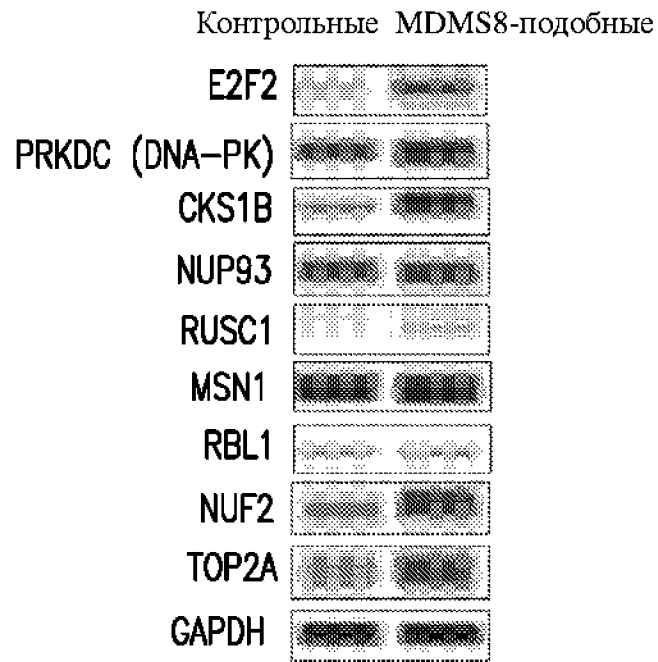 Контрольные MDMS8-подобные
E2F2
PRKDC (DNA-PK)
CKS1B
NUP93
RUSC1
MSN1
RBL1
NUF2
TOP2A
GAPDH